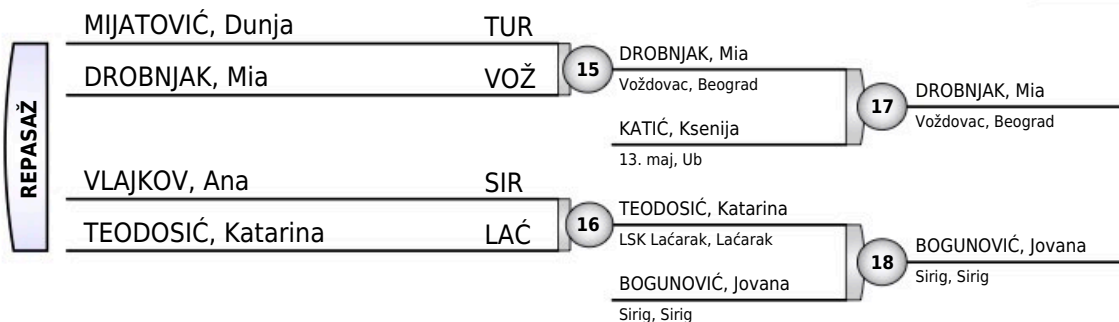 REPASAŽ
MIJATOVIĆ, Dunja TUR
DROBNJAK, Mia VOŽ
15
DROBNJAK, Mia
Voždovac, Beograd
KATIĆ, Ksenija
13. maj, Ub
17
DROBNJAK, Mia
Voždovac, Beograd
VLAJKOV, Ana SIR
TEODOSIĆ, Katarina LAĆ
16
TEODOSIĆ, Katarina
LSK Laćarak, Laćarak
BOGUNOVIĆ, Jovana
Sirig, Sirig
18
BOGUNOVIĆ, Jovana
Sirig, Sirig